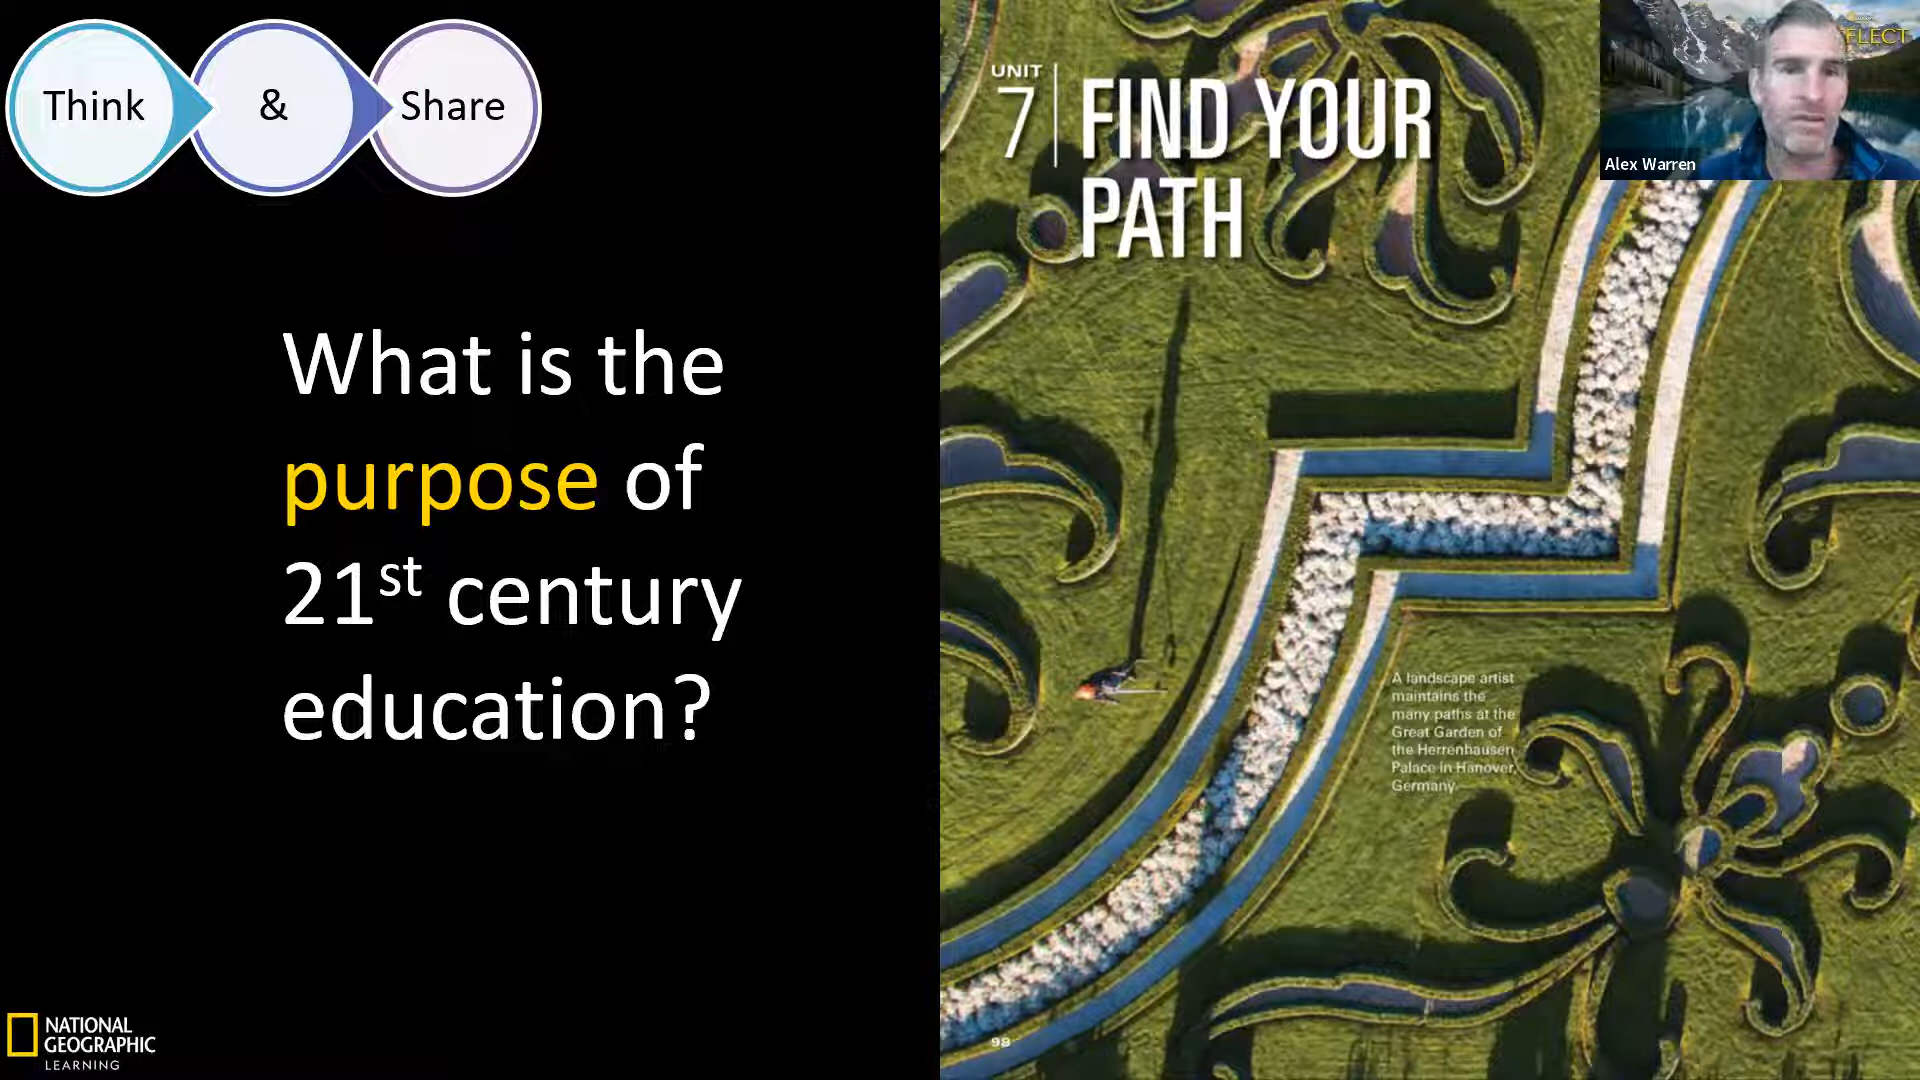 Think & Share
What is the
purpose of
21st century
education?
NATIONAL
GEOGRAPHIC
LEARNING
UNIT
7
FIND YOUR
PATH
A landscape artist
maintains the
many paths at the
Great Garden of
the Herrenhausen
Palace in Hanover,
Germany
98
FLECT
Alex Warren